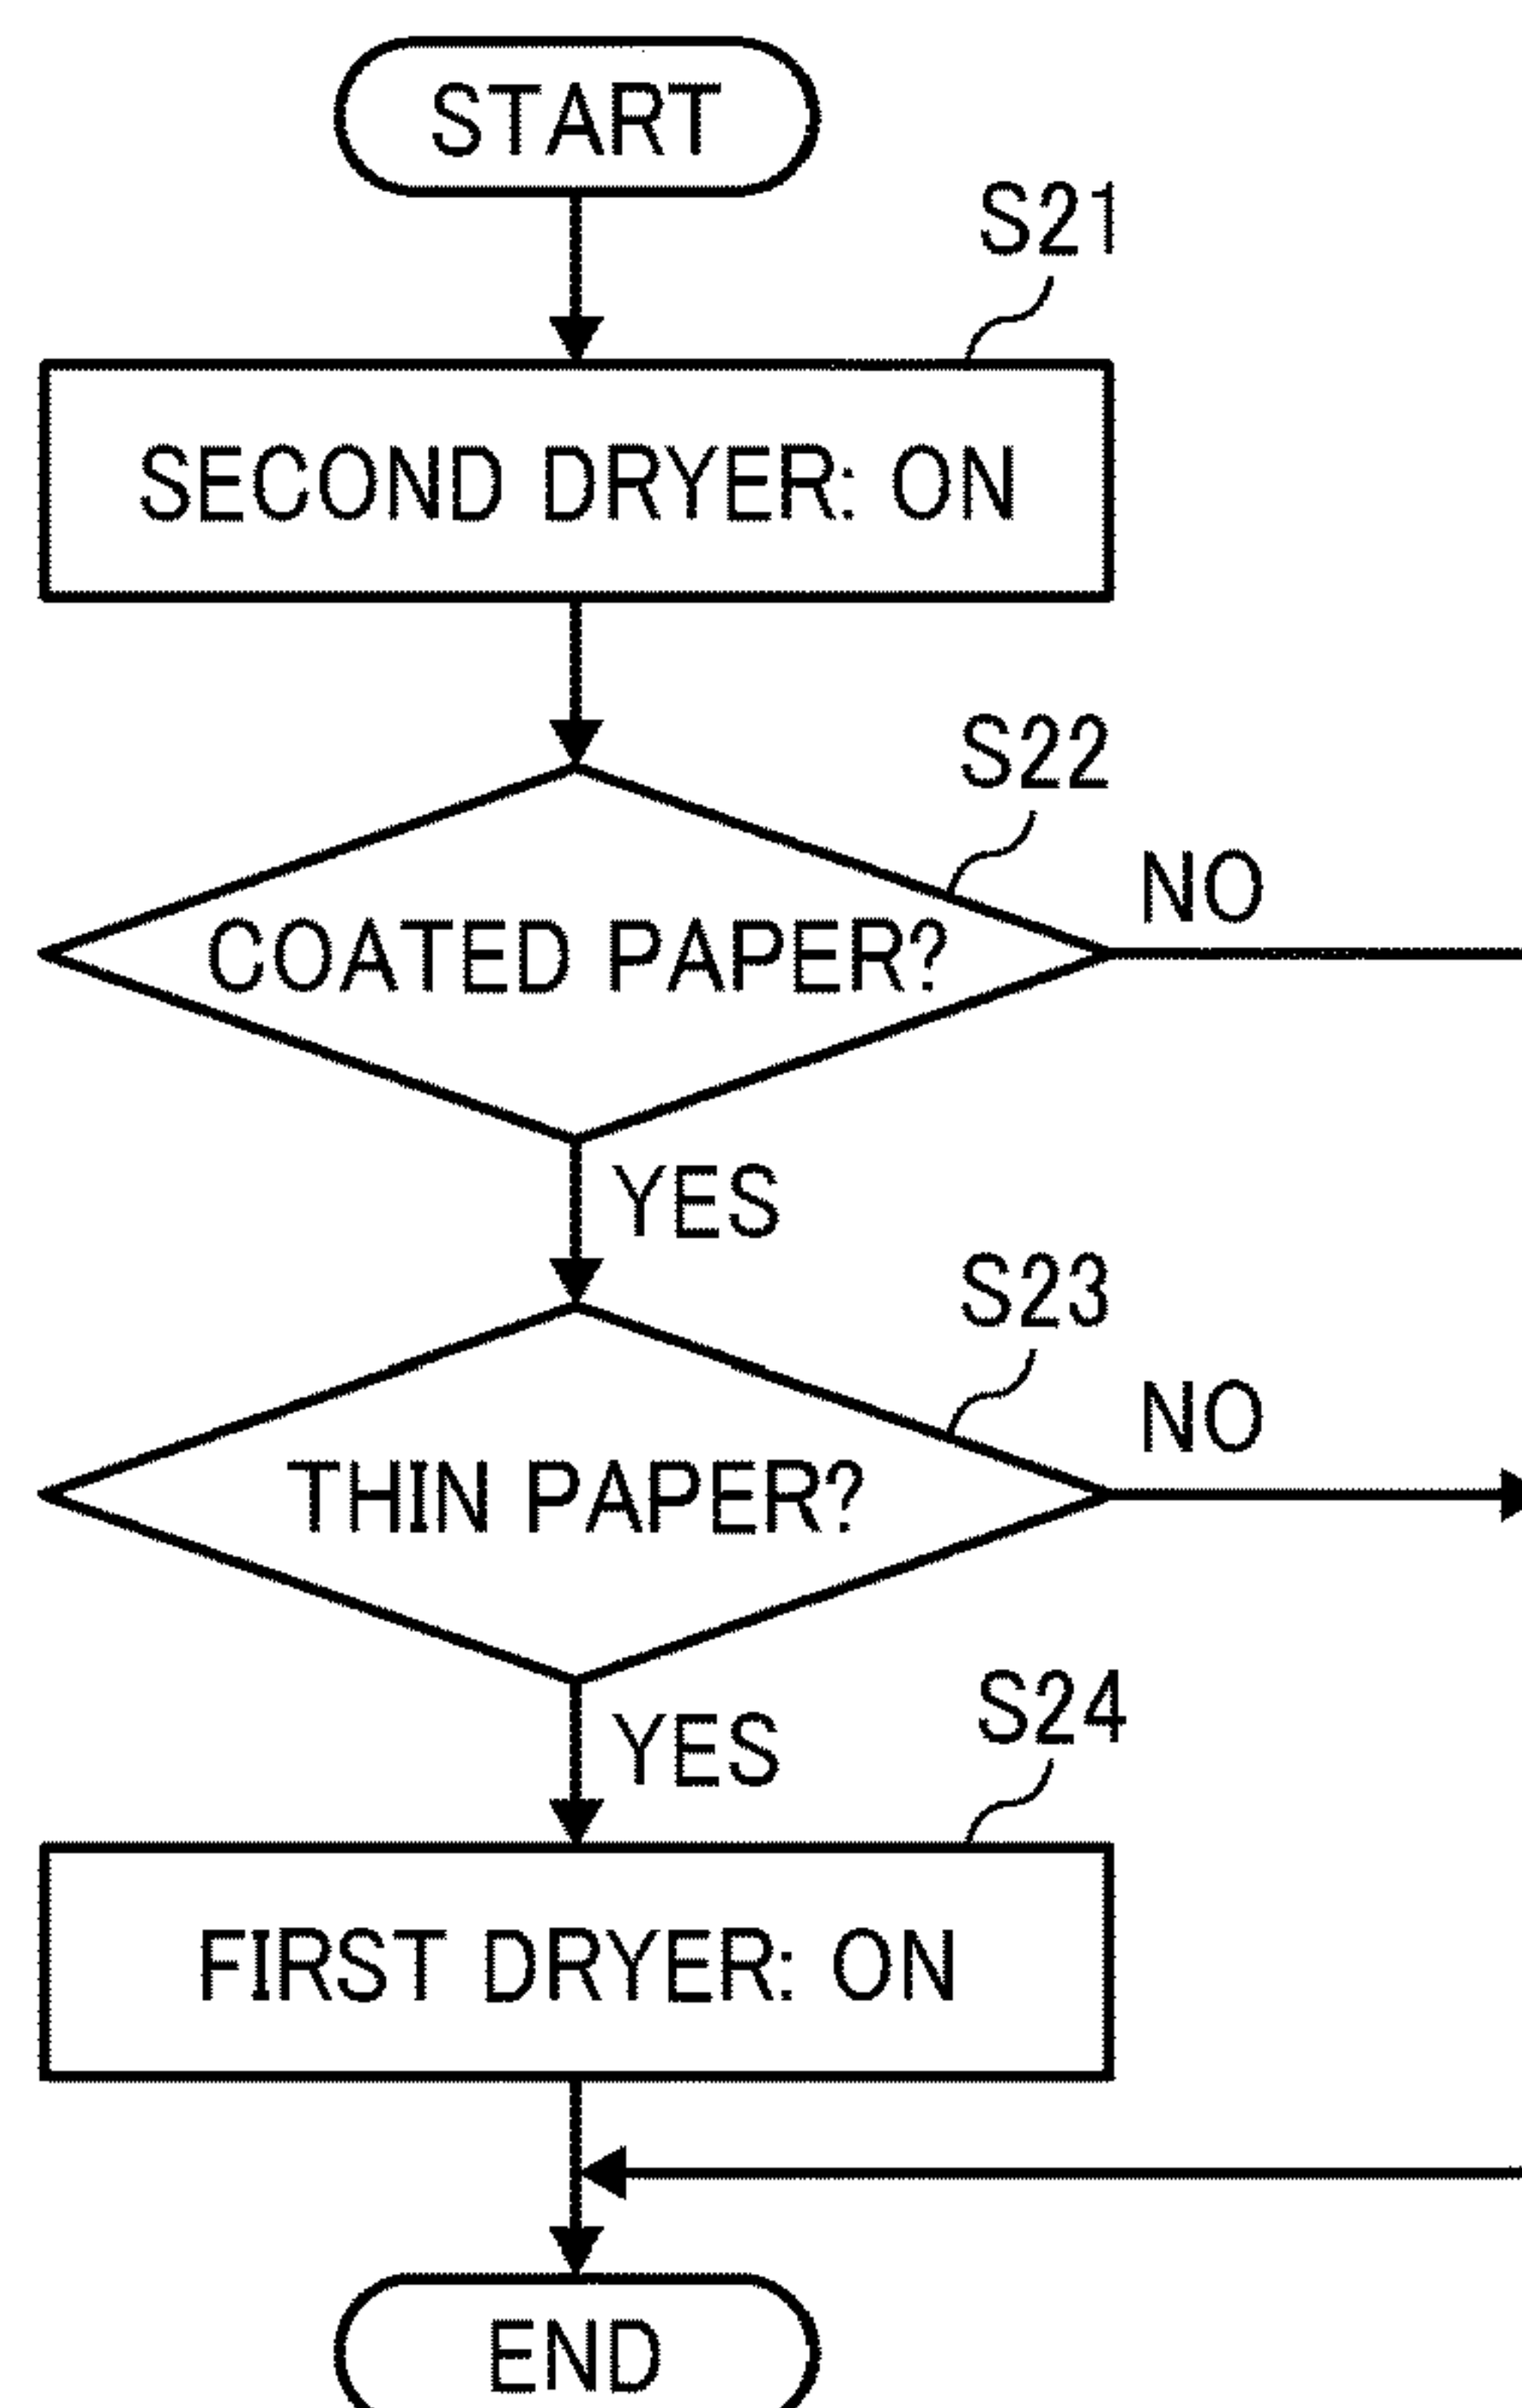 START
S21
SECOND DRYER: ON
S22
NO
COATED PAPER?
YES
S23
NO
THIN PAPER?
YES
S24
FIRST DRYER: ON
END